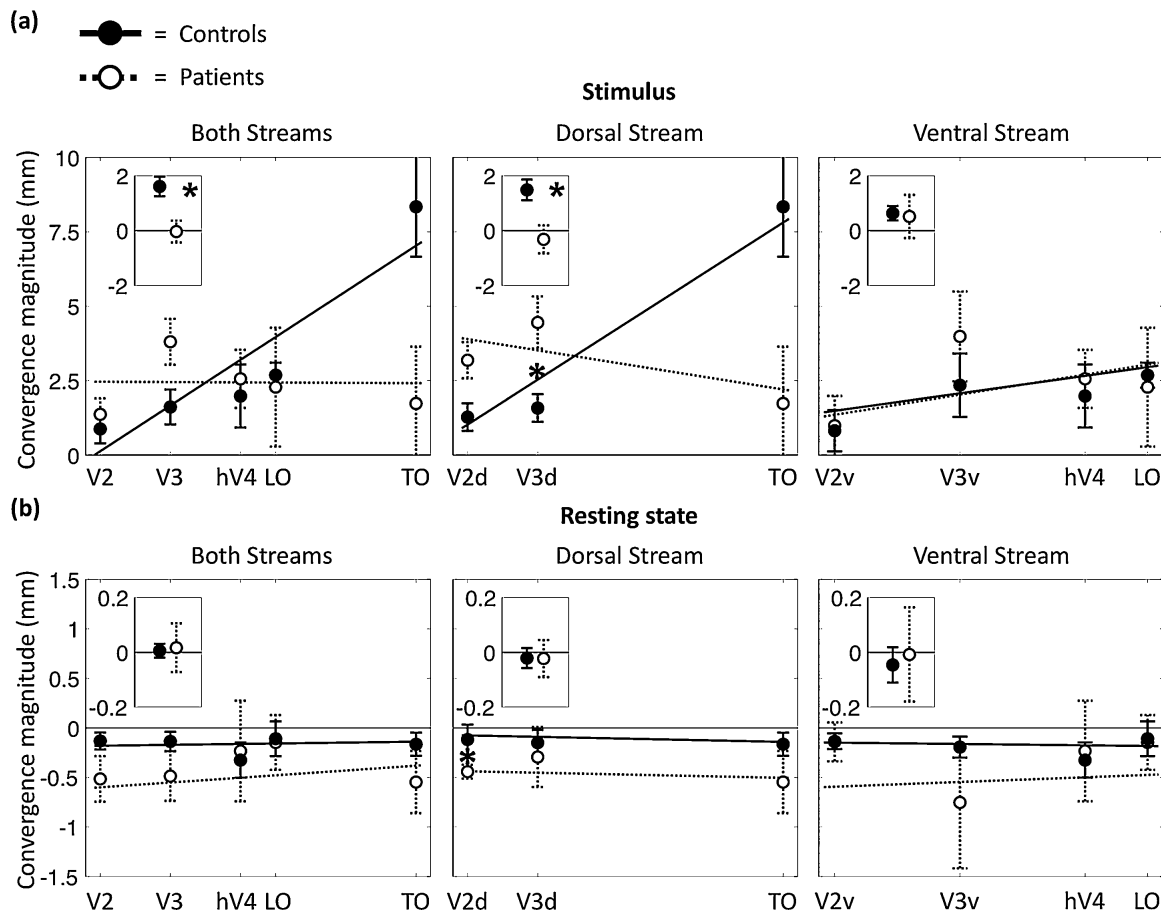 (a)
= Controls
= Patients
Stimulus
Both Streams Dorsal Stream Ventral Stream
Convergence magnitude (mm)
10
7.5
5
2.5
0
2
0
-2
*
2
0
-2
*
*
2
0
-2
V2 V3 hV4 LO TO V2d V3d TO V2v V3v hV4 LO
(b)
Resting state
Both Streams Dorsal Stream Ventral Stream
Convergence magnitude (mm)
1.5
1
0.5
0
-0.5
-1
-1.5
0.2
0
-0.2
0.2
0
-0.2
*
0.2
0
-0.2
V2 V3 hV4 LO TO V2d V3d TO V2v V3v hV4 LO